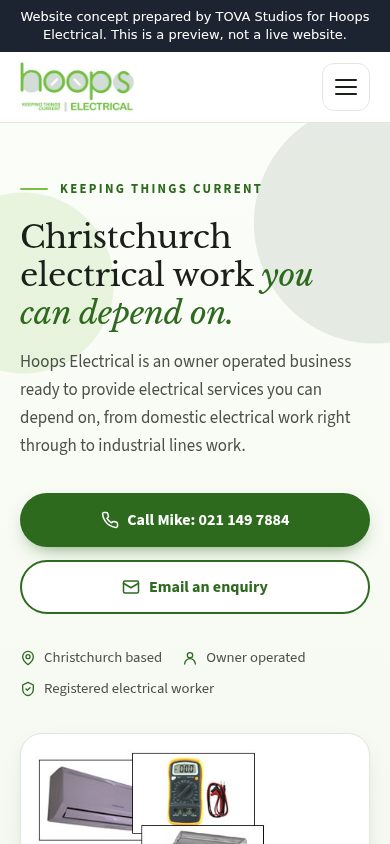 Website concept prepared by TOVA Studios for Hoops
Electrical. This is a preview, not a live website.
hoops
KEEPING THINGS CURRENT | ELECTRICAL
KEEPING THINGS CURRENT
Christchurch
electrical work you
can depend on.
Hoops Electrical is an owner operated business
ready to provide electrical services you can
depend on, from domestic electrical work right
through to industrial lines work.
Call Mike: 021 149 7884
Email an enquiry
Christchurch based
Owner operated
Registered electrical worker